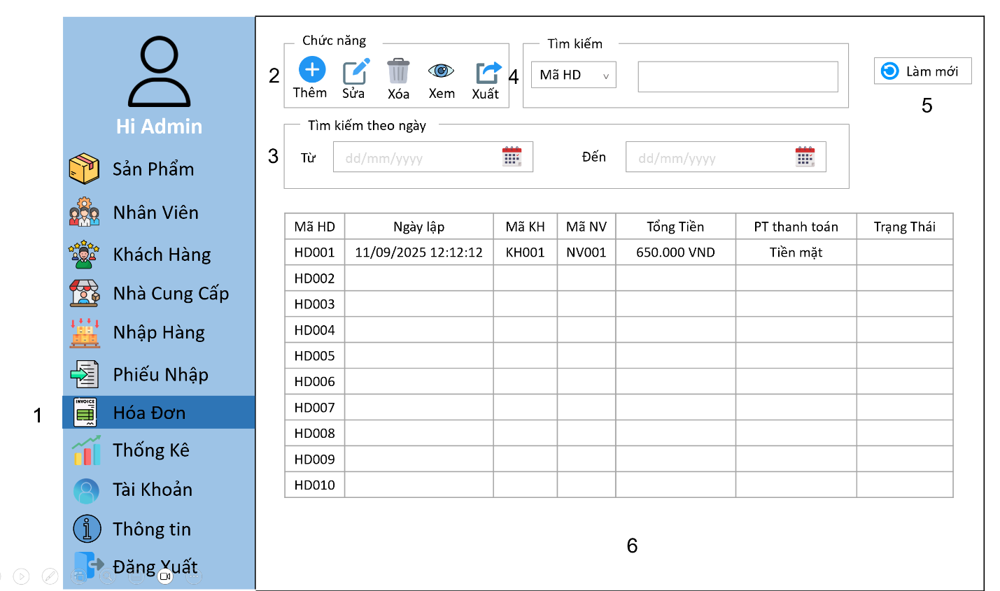 Hi Admin
Sản Phẩm
Nhân Viên
Khách Hàng
Nhà Cung Cấp
Nhập Hàng
Phiếu Nhập
1
INVOICE
Hóa Đơn
Thống Kê
Tài Khoản
Thông tin
Đăng Xuất
Chức năng
2
Thêm
Sửa
Xóa
Xem
Xuất
Tìm kiếm
4
Mã HD
Làm mới
5
Tìm kiếm theo ngày
3
Từ
dd/mm/yyyy
Đến
dd/mm/yyyy
Mã HD Ngày lập Mã KH Mã NV Tổng Tiền PT thanh toán Trạng Thái
HD001 11/09/2025 12:12:12 KH001 NV001 650.000 VND Tiền mặt
HD002
HD003
HD004
HD005
HD006
HD007
HD008
HD009
HD010
6